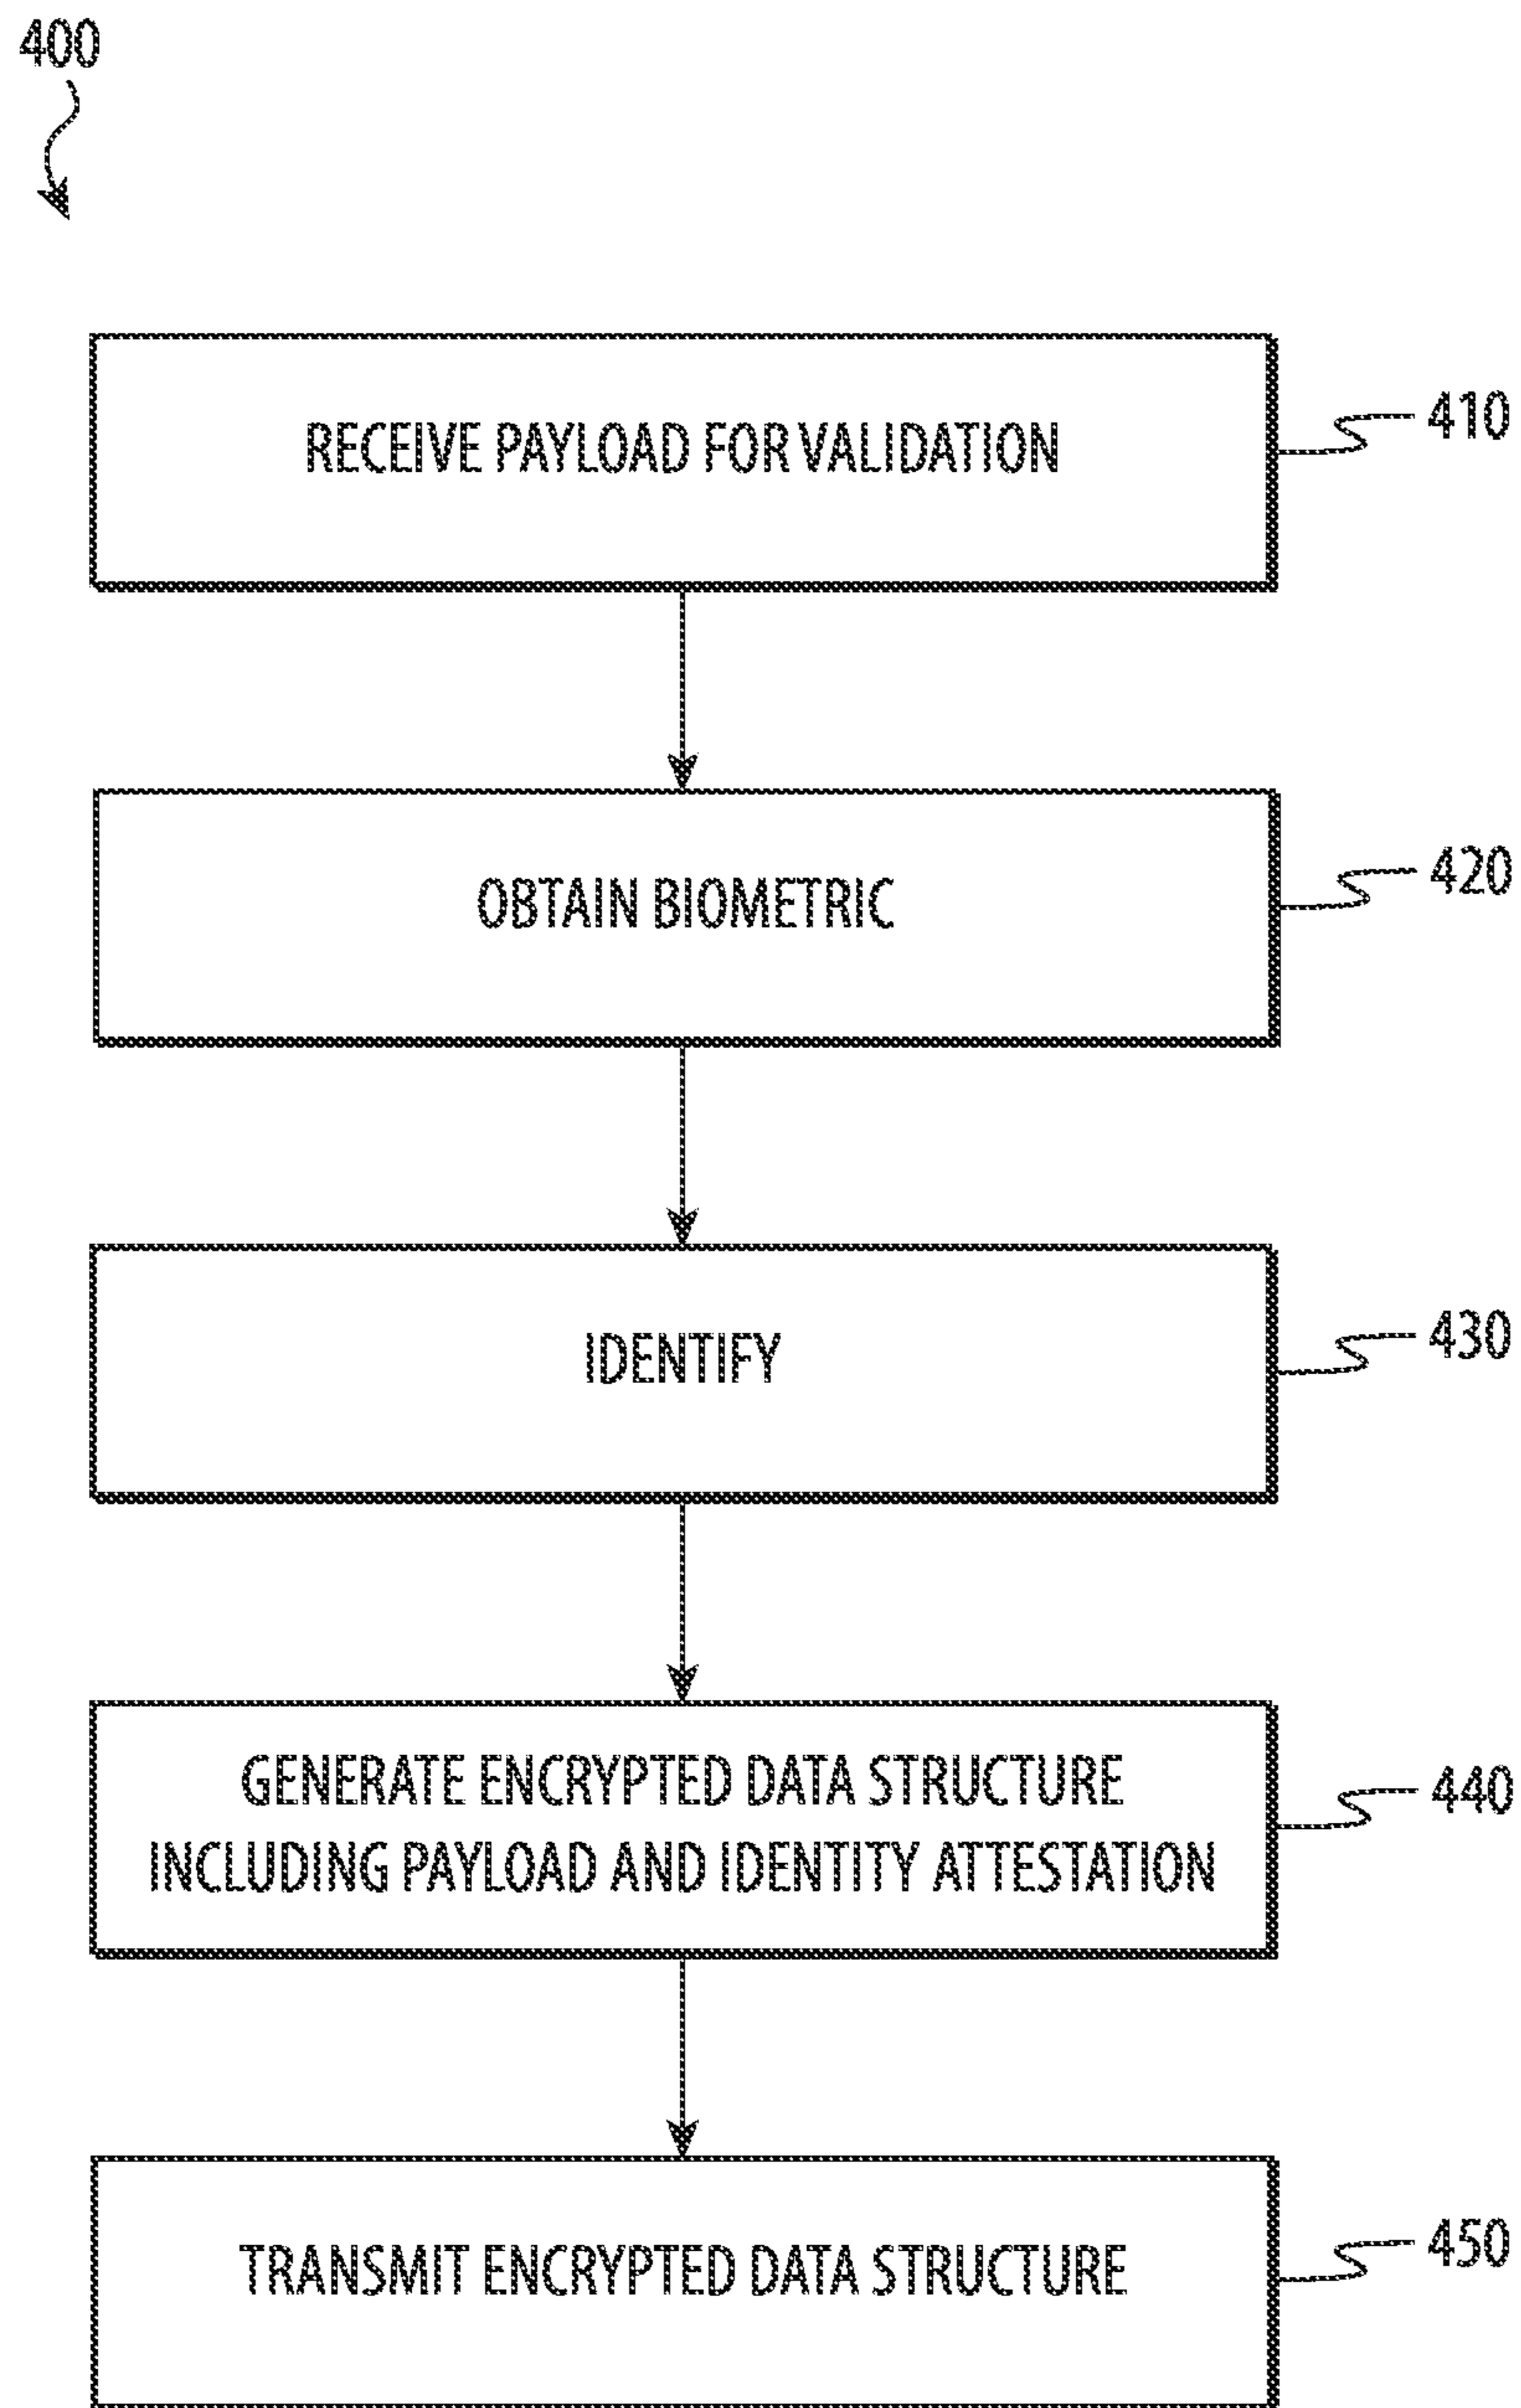 400
RECEIVE PAYLOAD FOR VALIDATION
410
OBTAIN BIOMETRIC
420
IDENTIFY
430
GENERATE ENCRYPTED DATA STRUCTURE
INCLUDING PAYLOAD AND IDENTITY ATTESTATION
440
TRANSMIT ENCRYPTED DATA STRUCTURE
450